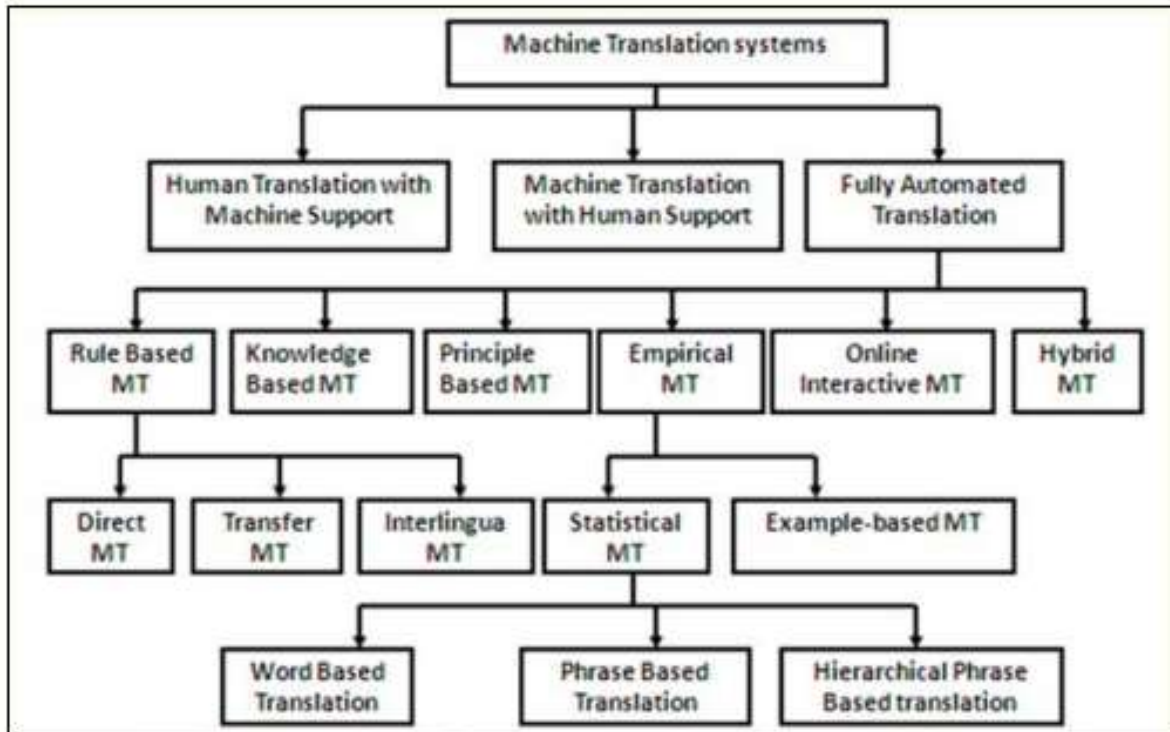 Machine Translation systems
Human Translation with
Machine Support
Machine Translation
with Human Support
Fully Automated
Translation
Rule Based
MT
Knowledge
Based MT
Principle
Based MT
Empirical
MT
Online
Interactive MT
Hybrid
MT
Direct
MT
Transfer
MT
Interlingua
MT
Statistical
MT
Example-based MT
Word Based
Translation
Phrase Based
Translation
Hierarchical Phrase
Based translation